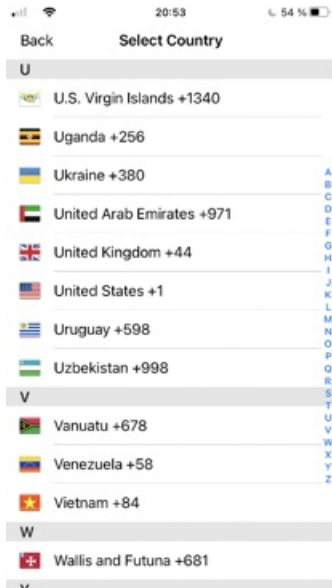 20:53
54 %
Back
Select Country
U
U.S. Virgin Islands +1340
Uganda +256
Ukraine +380
United Arab Emirates +971
United Kingdom +44
United States +1
Uruguay +598
Uzbekistan +998
V
Vanuatu +678
Venezuela +58
Vietnam +84
W
Wallis and Futuna +681
A
B
C
D
E
F
G
H
I
J
K
L
M
N
O
P
Q
R
S
T
U
V
W
X
Y
Z